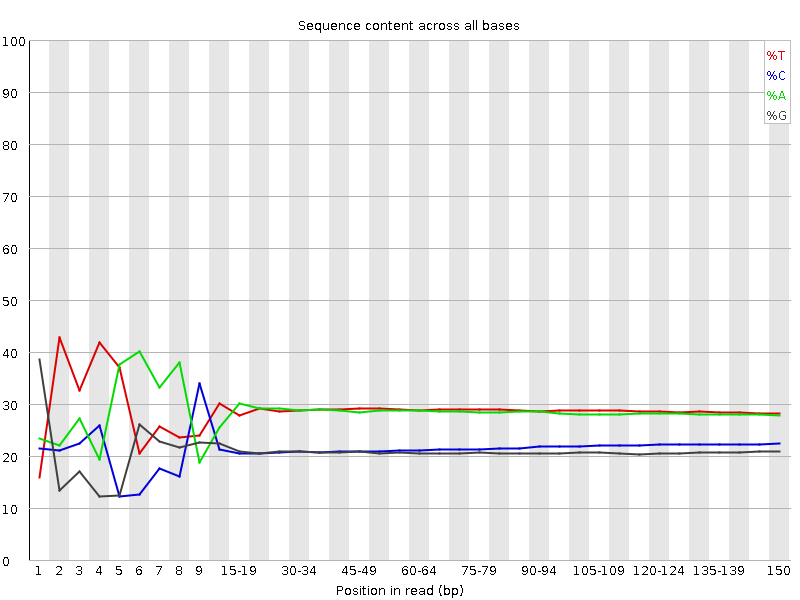 Sequence content across all bases
100
90
80
70
60
50
40
30
20
10
0
%T
%C
%A
%G
1 2 3 4 5 6 7 8 9 15-19 30-34 45-49 60-64 75-79 90-94 105-109 120-124 135-139 150
Position in read (bp)